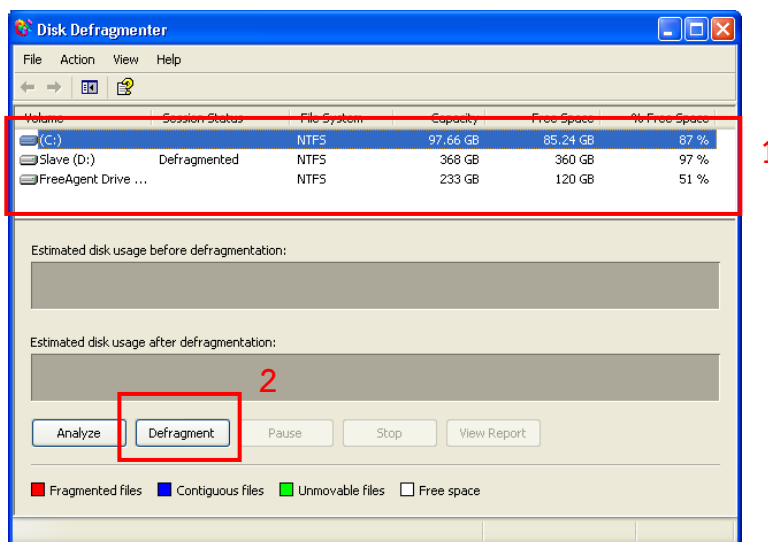 Disk Defragmenter
File Action View Help
Volume Session Status File System Capacity Free Space % Free Space
(C:) NTFS 97.66 GB 85.24 GB 87 %
Slave (D:) Defragmented NTFS 368 GB 360 GB 97 %
FreeAgent Drive ... NTFS 233 GB 120 GB 51 %
1
Estimated disk usage before defragmentation:
Estimated disk usage after defragmentation:
2
Analyze Defragment Pause Stop View Report
Fragmented files Contiguous files Unmovable files Free space